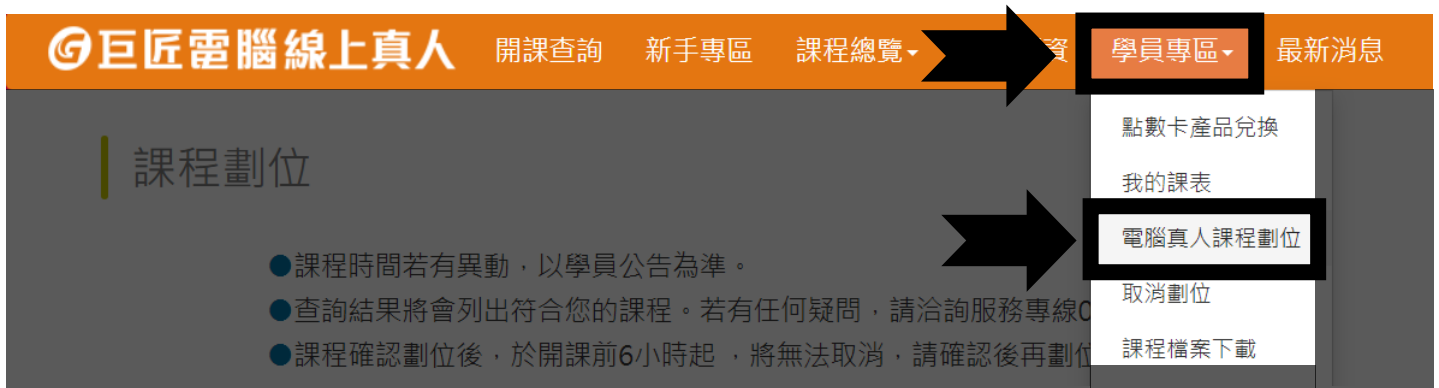 巨匠電腦線上真人 開課查詢 新手專區 課程總覽 資 學員專區 最新消息
點數卡產品兌換
課程劃位
我的課表
電腦真人課程劃位
●課程時間若有異動，以學員公告為準。
取消劃位
●查詢結果將會列出符合您的課程。若有任何疑問，請洽詢服務專線0
課程檔案下載
●課程確認劃位後，於開課前6小時起 ，將無法取消，請確認後再劃位